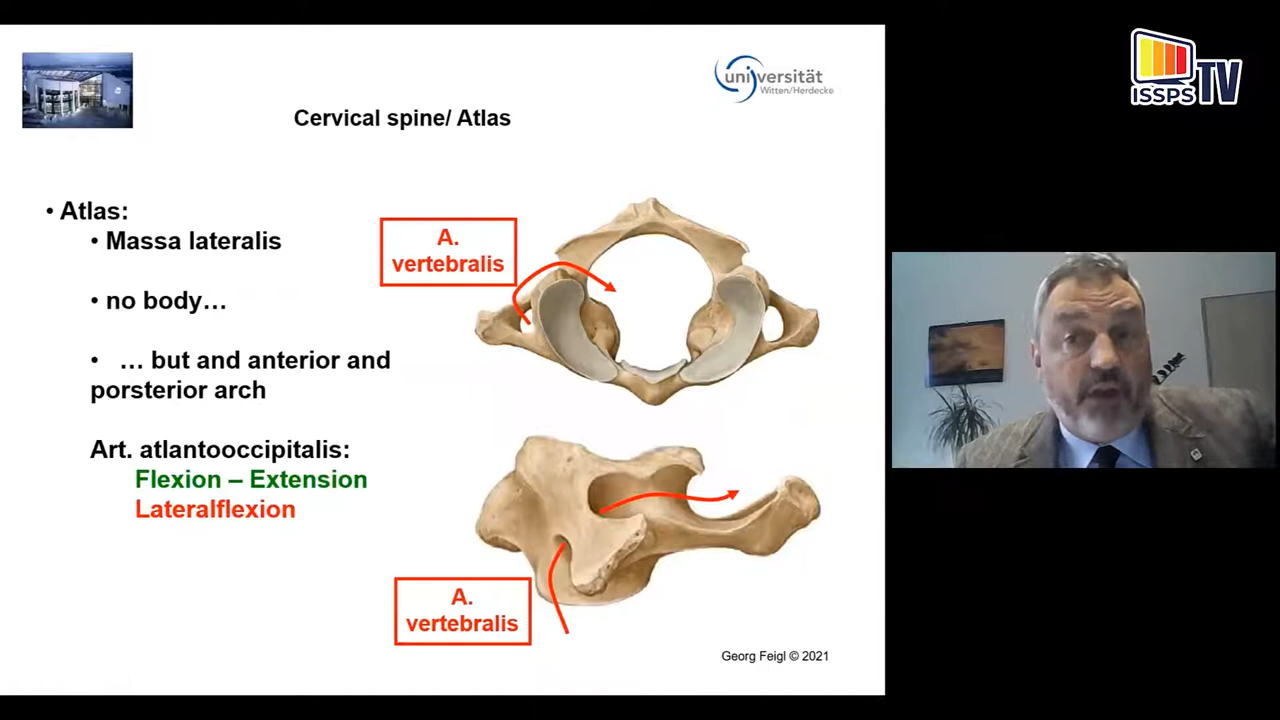 ISSPS TV
universität
Witten/Herdecke
Cervical spine/ Atlas
• Atlas:
• Massa lateralis
• no body…
• … but and anterior and
porsterior arch
Art. atlantooccipitalis:
Flexion – Extension
Lateralflexion
A.
vertebralis
A.
vertebralis
Georg Feigl © 2021